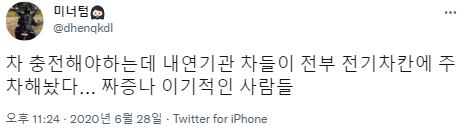 미너텀
@dhenqkdl
차 충전해야하는데 내연기관 차들이 전부 전기차칸에 주
차해놨다... 짜증나 이기적인 사람들
오후 11:24 · 2020년 6월 28일 · Twitter for iPhone